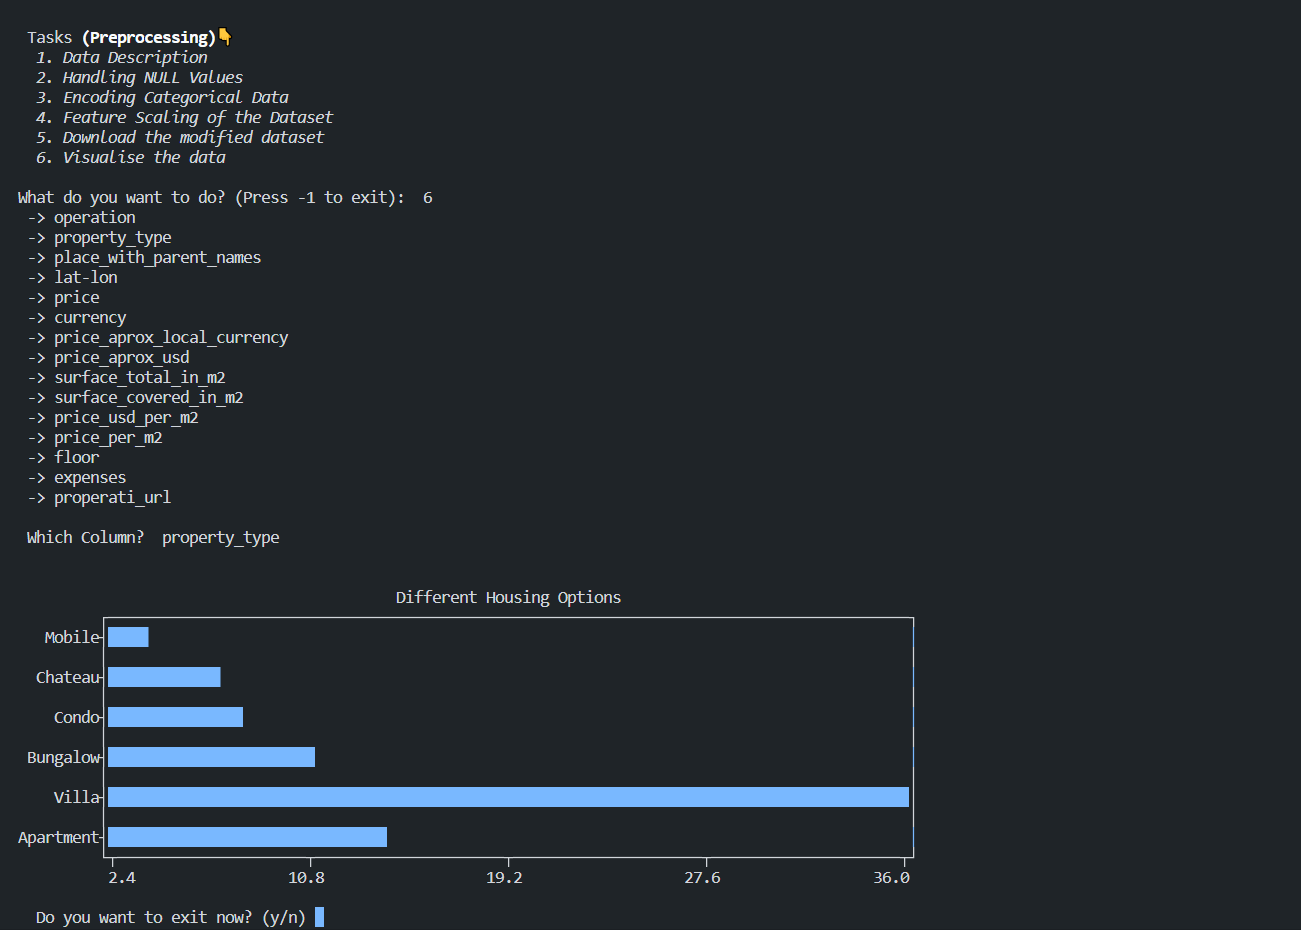 Tasks (Preprocessing)👇
1. Data Description
2. Handling NULL Values
3. Encoding Categorical Data
4. Feature Scaling of the Dataset
5. Download the modified dataset
6. Visualise the data
What do you want to do? (Press -1 to exit): 6
-> operation
-> property_type
-> place_with_parent_names
-> lat-lon
-> price
-> currency
-> price_aprox_local_currency
-> price_aprox_usd
-> surface_total_in_m2
-> surface_covered_in_m2
-> price_usd_per_m2
-> price_per_m2
-> floor
-> expenses
-> properati_url
Which Column? property_type
Different Housing Options
Mobile
Chateau
Condo
Bungalow
Villa
Apartment
2.4 10.8 19.2 27.6 36.0
Do you want to exit now? (y/n)